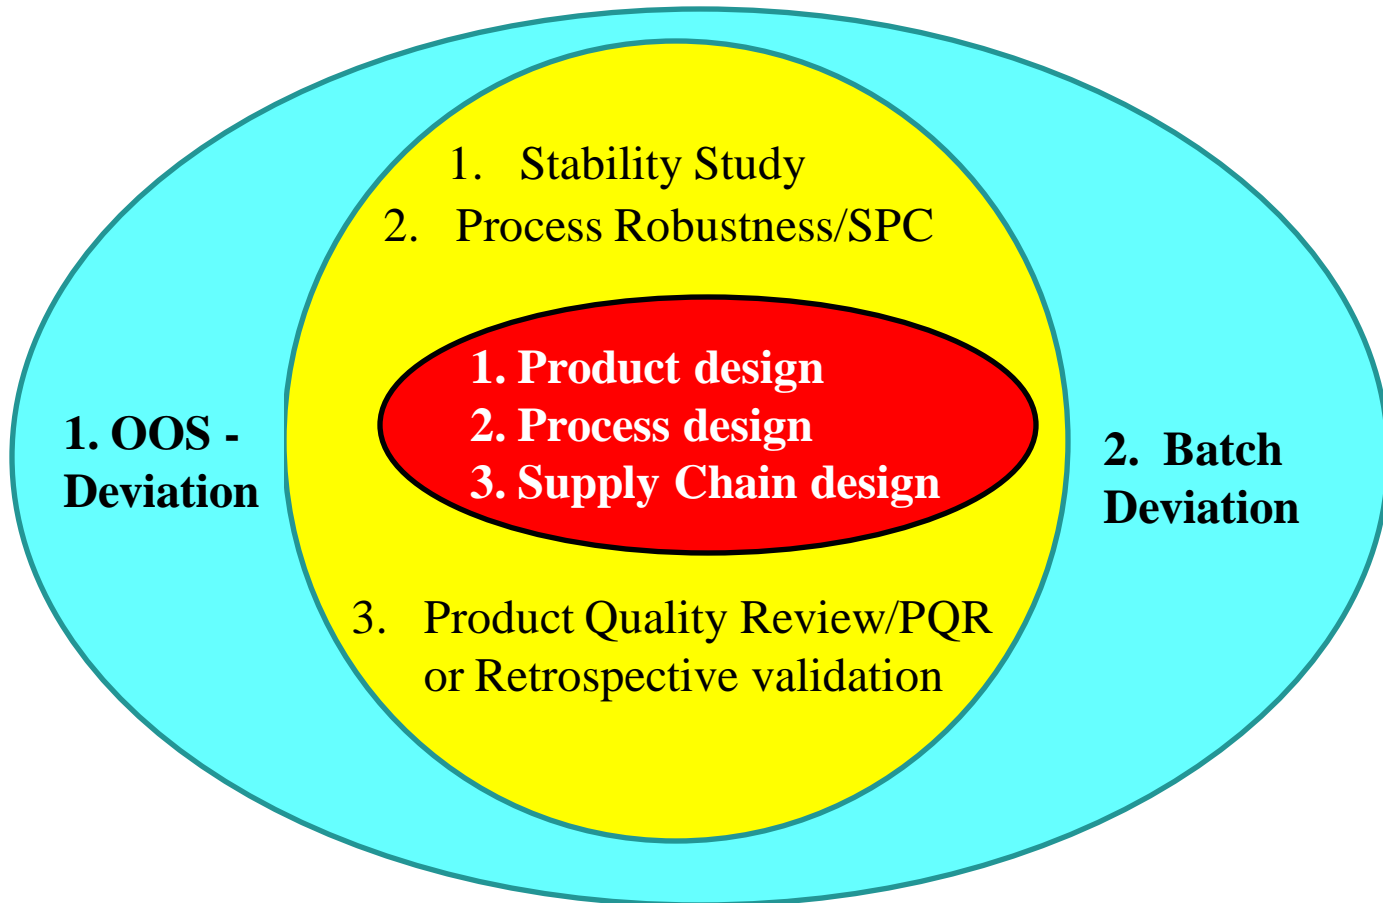 1. Stability Study
2. Process Robustness/SPC
1. Product design
2. Process design
3. Supply Chain design
1. OOS -
Deviation
2. Batch
Deviation
3. Product Quality Review/PQR
or Retrospective validation